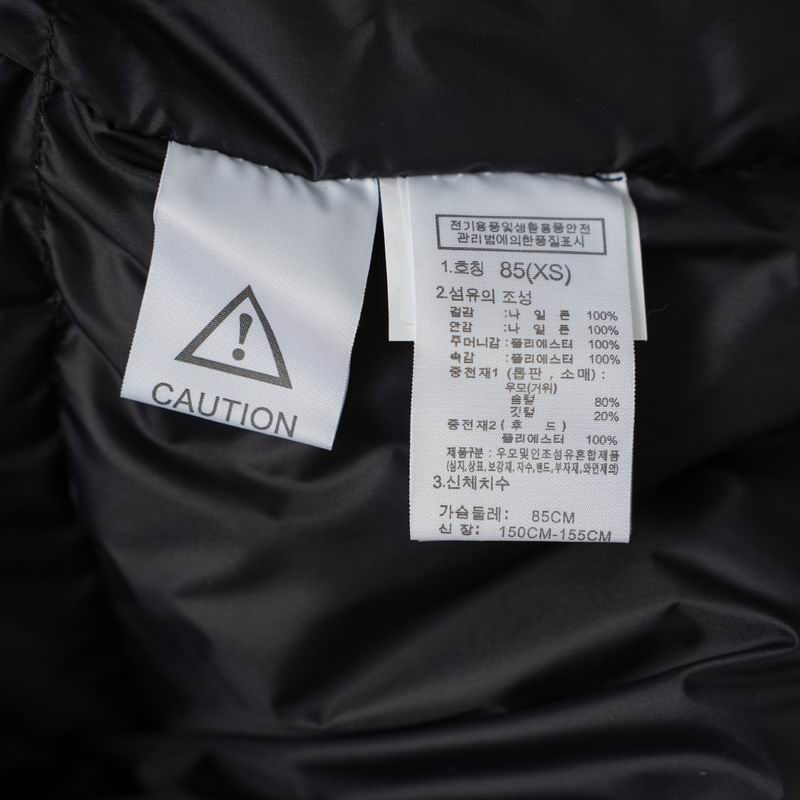 CAUTION
전기용품및생활용품안전
관리법에의한품질표시
1.호칭 85(XS)
2.섬유의 조성
겉감 :나 일 론 100%
안감 :나 일 론 100%
주머니감 :폴리에스터 100%
속감 :폴리에스터 100%
중천재1 (몸판 , 소매) :
우모(거위)
솜털 80%
깃털 20%
중전재2 ( 후 드 )
폴리에스터 100%
제품구분 : 우모및인조섬유혼합제품
(심지,상표,보강재,자수,밴드,부자재,와펜제외)
3.신체치수
가슴둘레: 85CM
신 장: 150CM-155CM